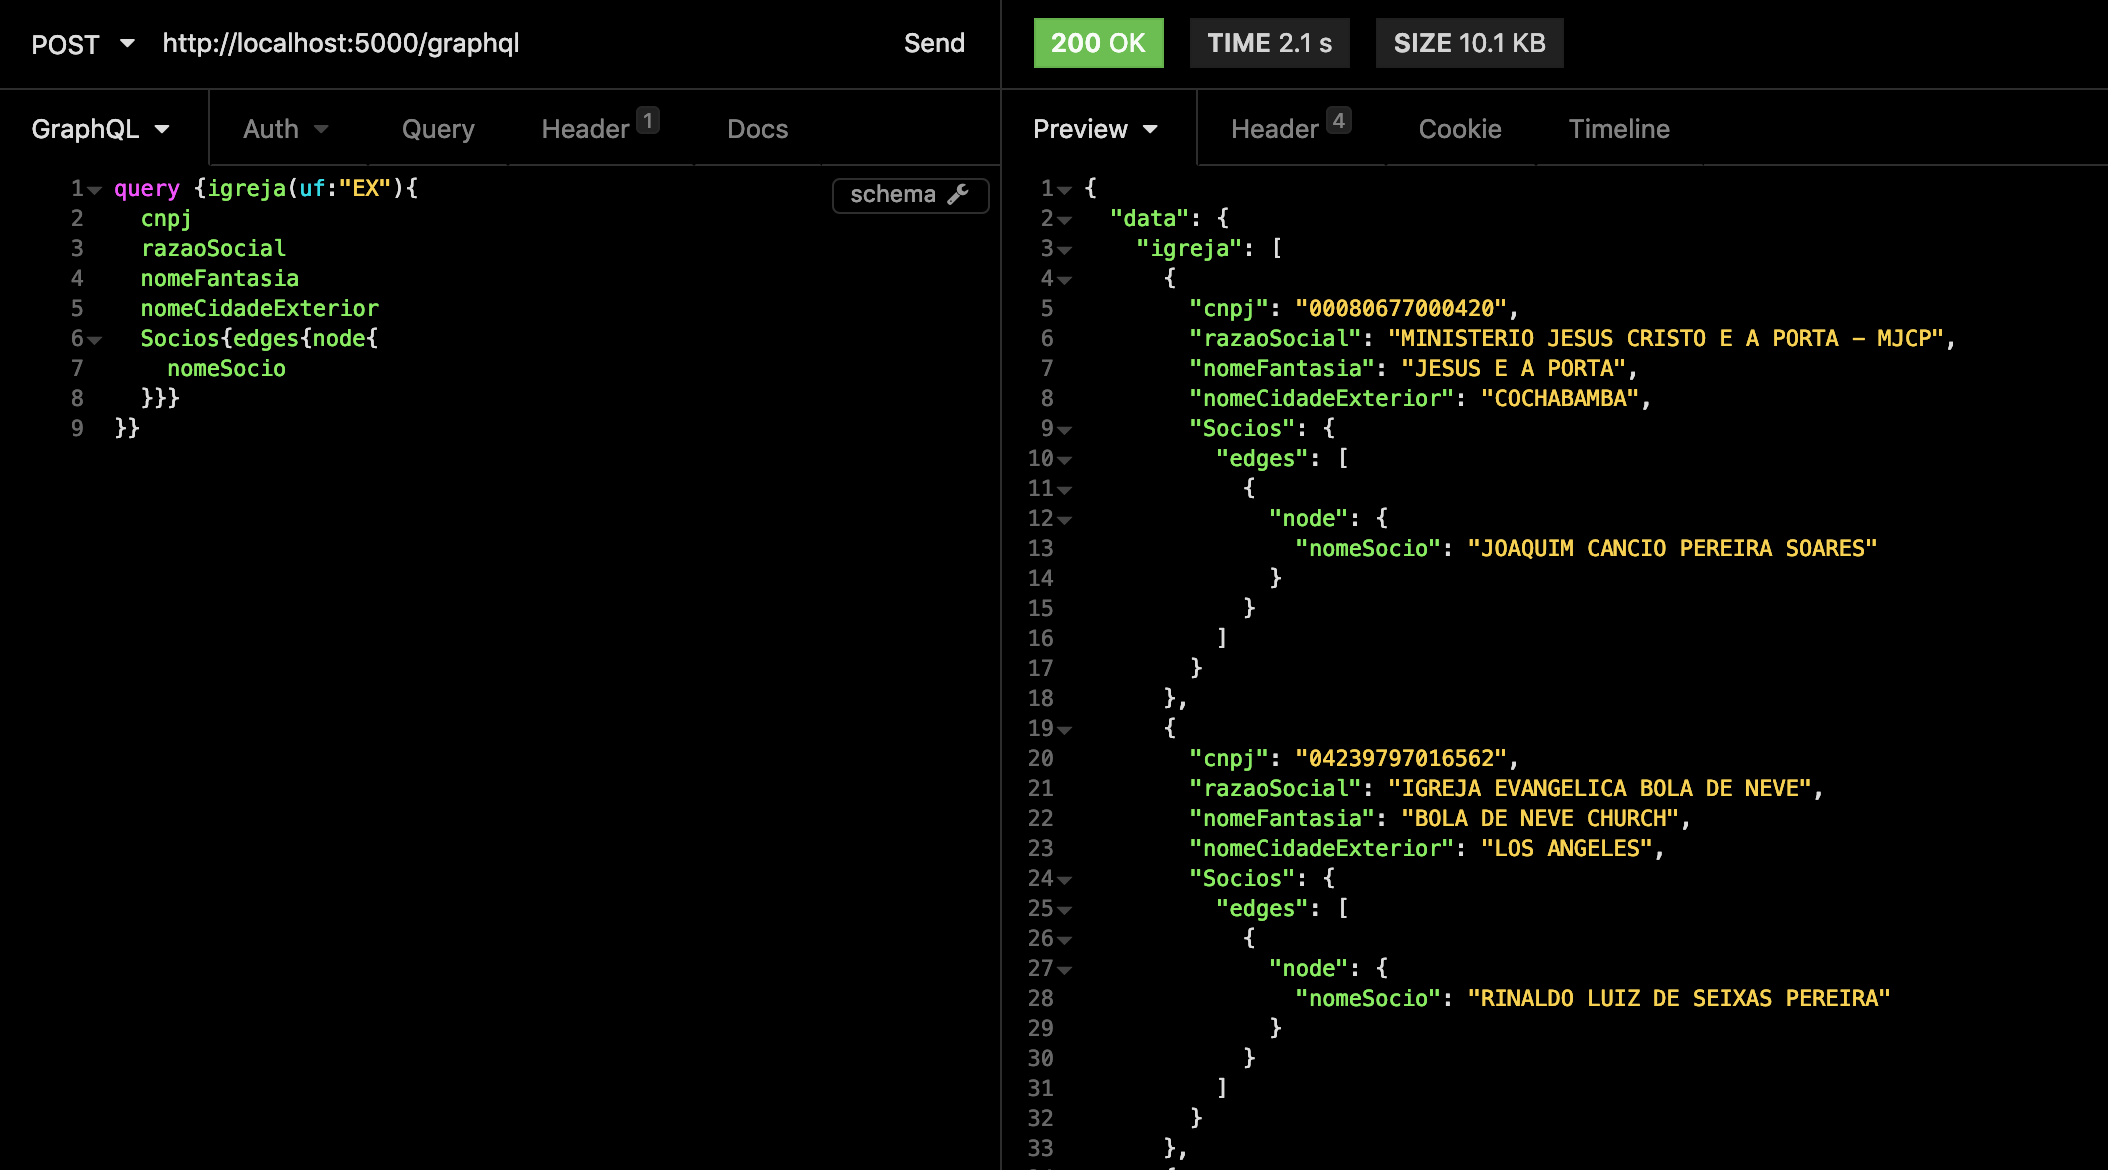 POST http://localhost:5000/graphql Send
GraphQL Auth Query Header 1 Docs
1 query {igreja(uf:"EX"){
schema
2 cnpj
3 razaoSocial
4 nomeFantasia
5 nomeCidadeExterior
6 Socios{edges{node{
7 nomeSocio
8 }}}
9 }}
200 OK TIME 2.1 s SIZE 10.1 KB
Preview Header 4 Cookie Timeline
1 {
2 "data": {
3 "igreja": [
4 {
5 "cnpj": "00080677000420",
6 "razaoSocial": "MINISTERIO JESUS CRISTO E A PORTA - MJCP",
7 "nomeFantasia": "JESUS E A PORTA",
8 "nomeCidadeExterior": "COCHABAMBA",
9 "Socios": {
10 "edges": [
11 {
12 "node": {
13 "nomeSocio": "JOAQUIM CANCIO PEREIRA SOARES"
14 }
15 }
16 ]
17 }
18 },
19 {
20 "cnpj": "04239797016562",
21 "razaoSocial": "IGREJA EVANGELICA BOLA DE NEVE",
22 "nomeFantasia": "BOLA DE NEVE CHURCH",
23 "nomeCidadeExterior": "LOS ANGELES",
24 "Socios": {
25 "edges": [
26 {
27 "node": {
28 "nomeSocio": "RINALDO LUIZ DE SEIXAS PEREIRA"
29 }
30 }
31 ]
32 }
33 },